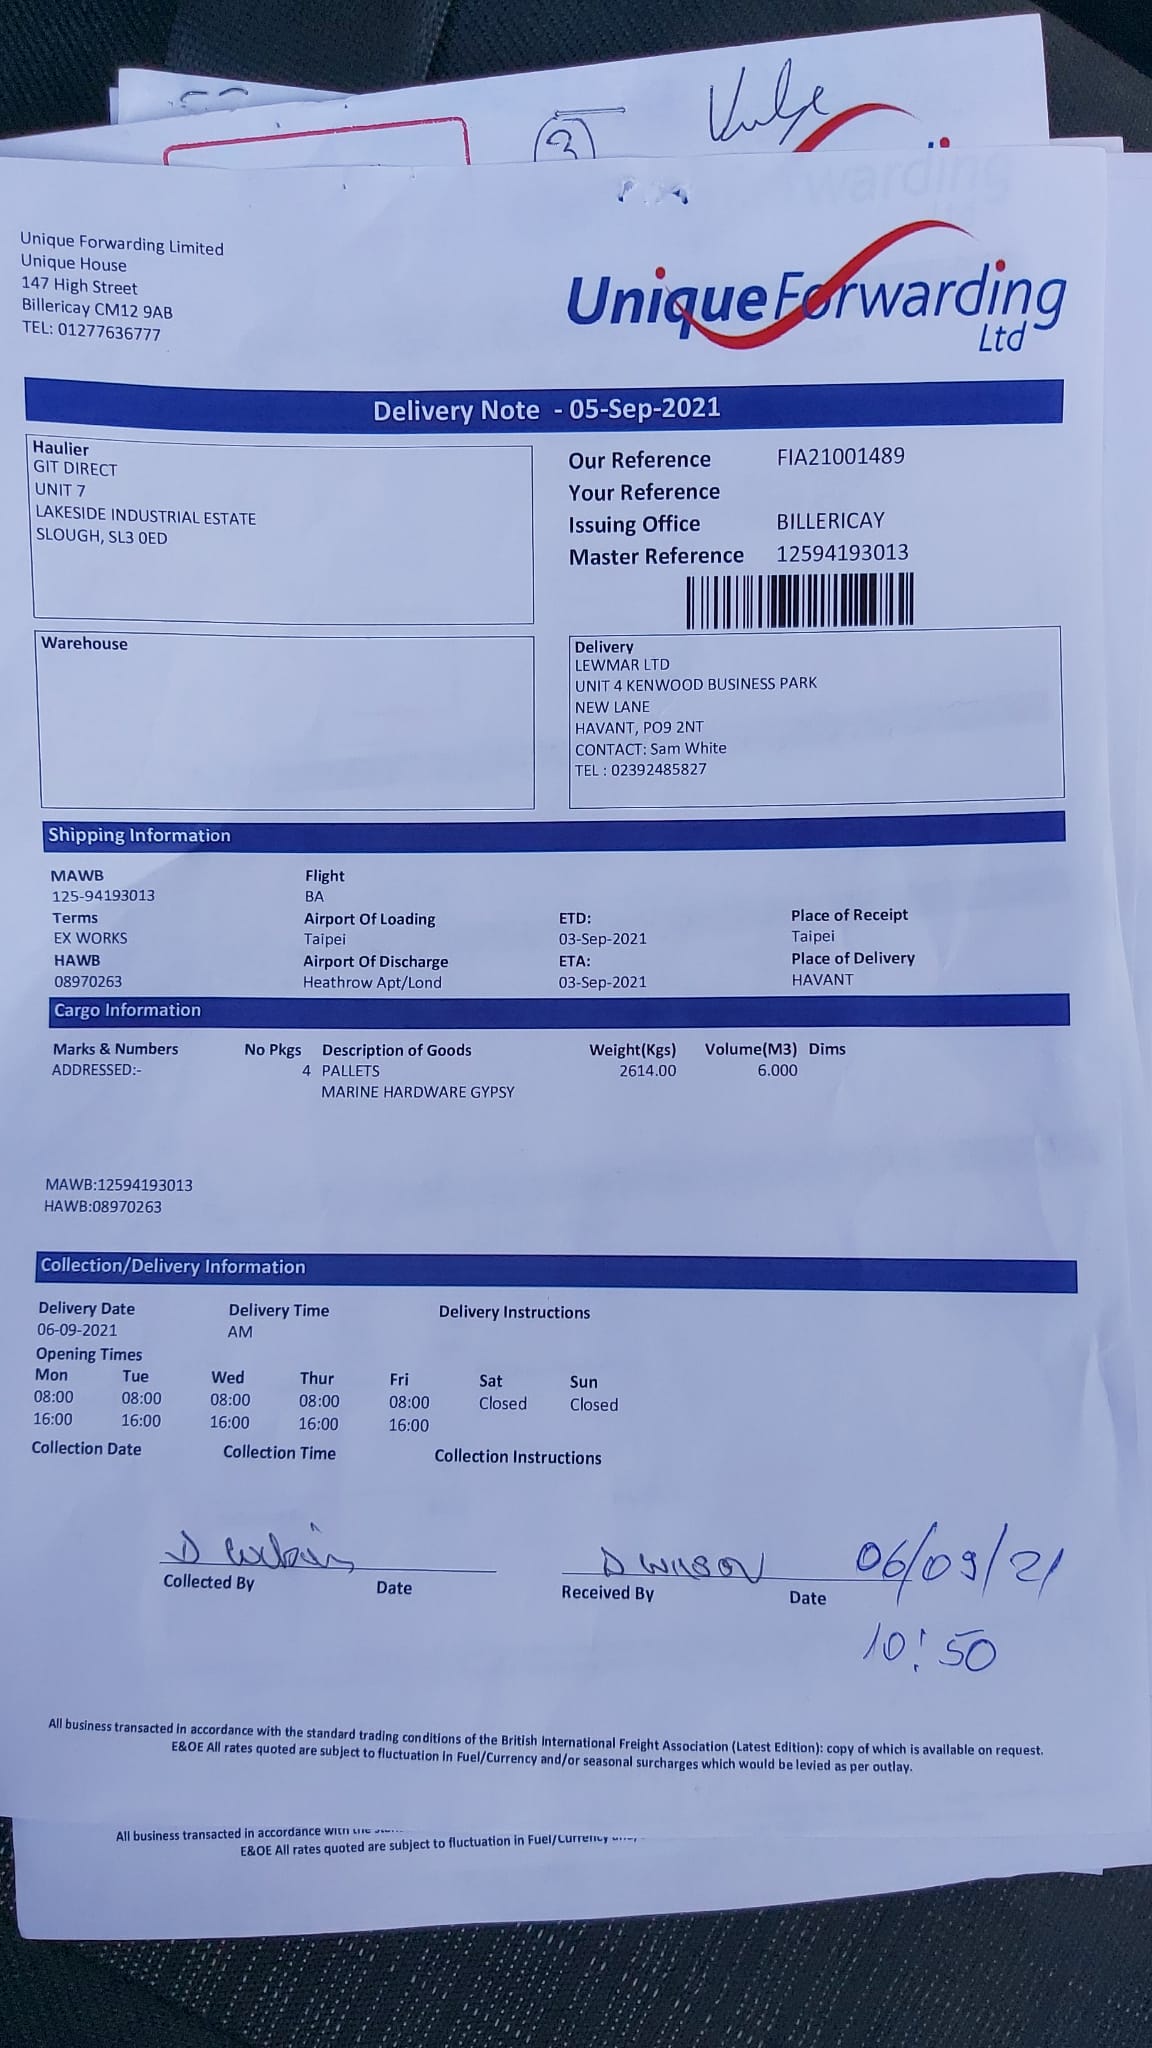 Unique Forwarding Limited
Unique House
147 High Street
Billericay CM12 9AB
TEL: 01277636777
UniqueForwarding
Ltd
Delivery Note - 05-Sep-2021
Haulier
GIT DIRECT
UNIT 7
LAKESIDE INDUSTRIAL ESTATE
SLOUGH, SL3 0ED
Our Reference FIA21001489
Your Reference
Issuing Office BILLERICAY
Master Reference 12594193013
Warehouse
Delivery
LEWMAR LTD
UNIT 4 KENWOOD BUSINESS PARK
NEW LANE
HAVANT, PO9 2NT
CONTACT: Sam White
TEL : 02392485827
Shipping Information
MAWB Flight
125-94193013 BA
Terms Airport Of Loading ETD: Place of Receipt
EX WORKS Taipei 03-Sep-2021 Taipei
HAWB Airport Of Discharge ETA: Place of Delivery
08970263 Heathrow Apt/Lond 03-Sep-2021 HAVANT
Cargo Information
Marks & Numbers No Pkgs Description of Goods Weight(Kgs) Volume(M3) Dims
ADDRESSED:- 4 PALLETS 2614.00 6.000
MARINE HARDWARE GYPSY
MAWB:12594193013
HAWB:08970263
Collection/Delivery Information
Delivery Date Delivery Time Delivery Instructions
06-09-2021 AM
Opening Times
Mon Tue Wed Thur Fri Sat Sun
08:00 08:00 08:00 08:00 08:00 Closed Closed
16:00 16:00 16:00 16:00 16:00
Collection Date Collection Time Collection Instructions
D D WILSON 06/09/21
Collected By Date Received By Date
10:50
All business transacted in accordance with the standard trading conditions of the British International Freight Association (Latest Edition): copy of which is available on request.
E&OE All rates quoted are subject to fluctuation in Fuel/Currency and/or seasonal surcharges which would be levied as per outlay.
All business transacted in accordance with the
E&OE All rates quoted are subject to fluctuation in Fuel/Currency